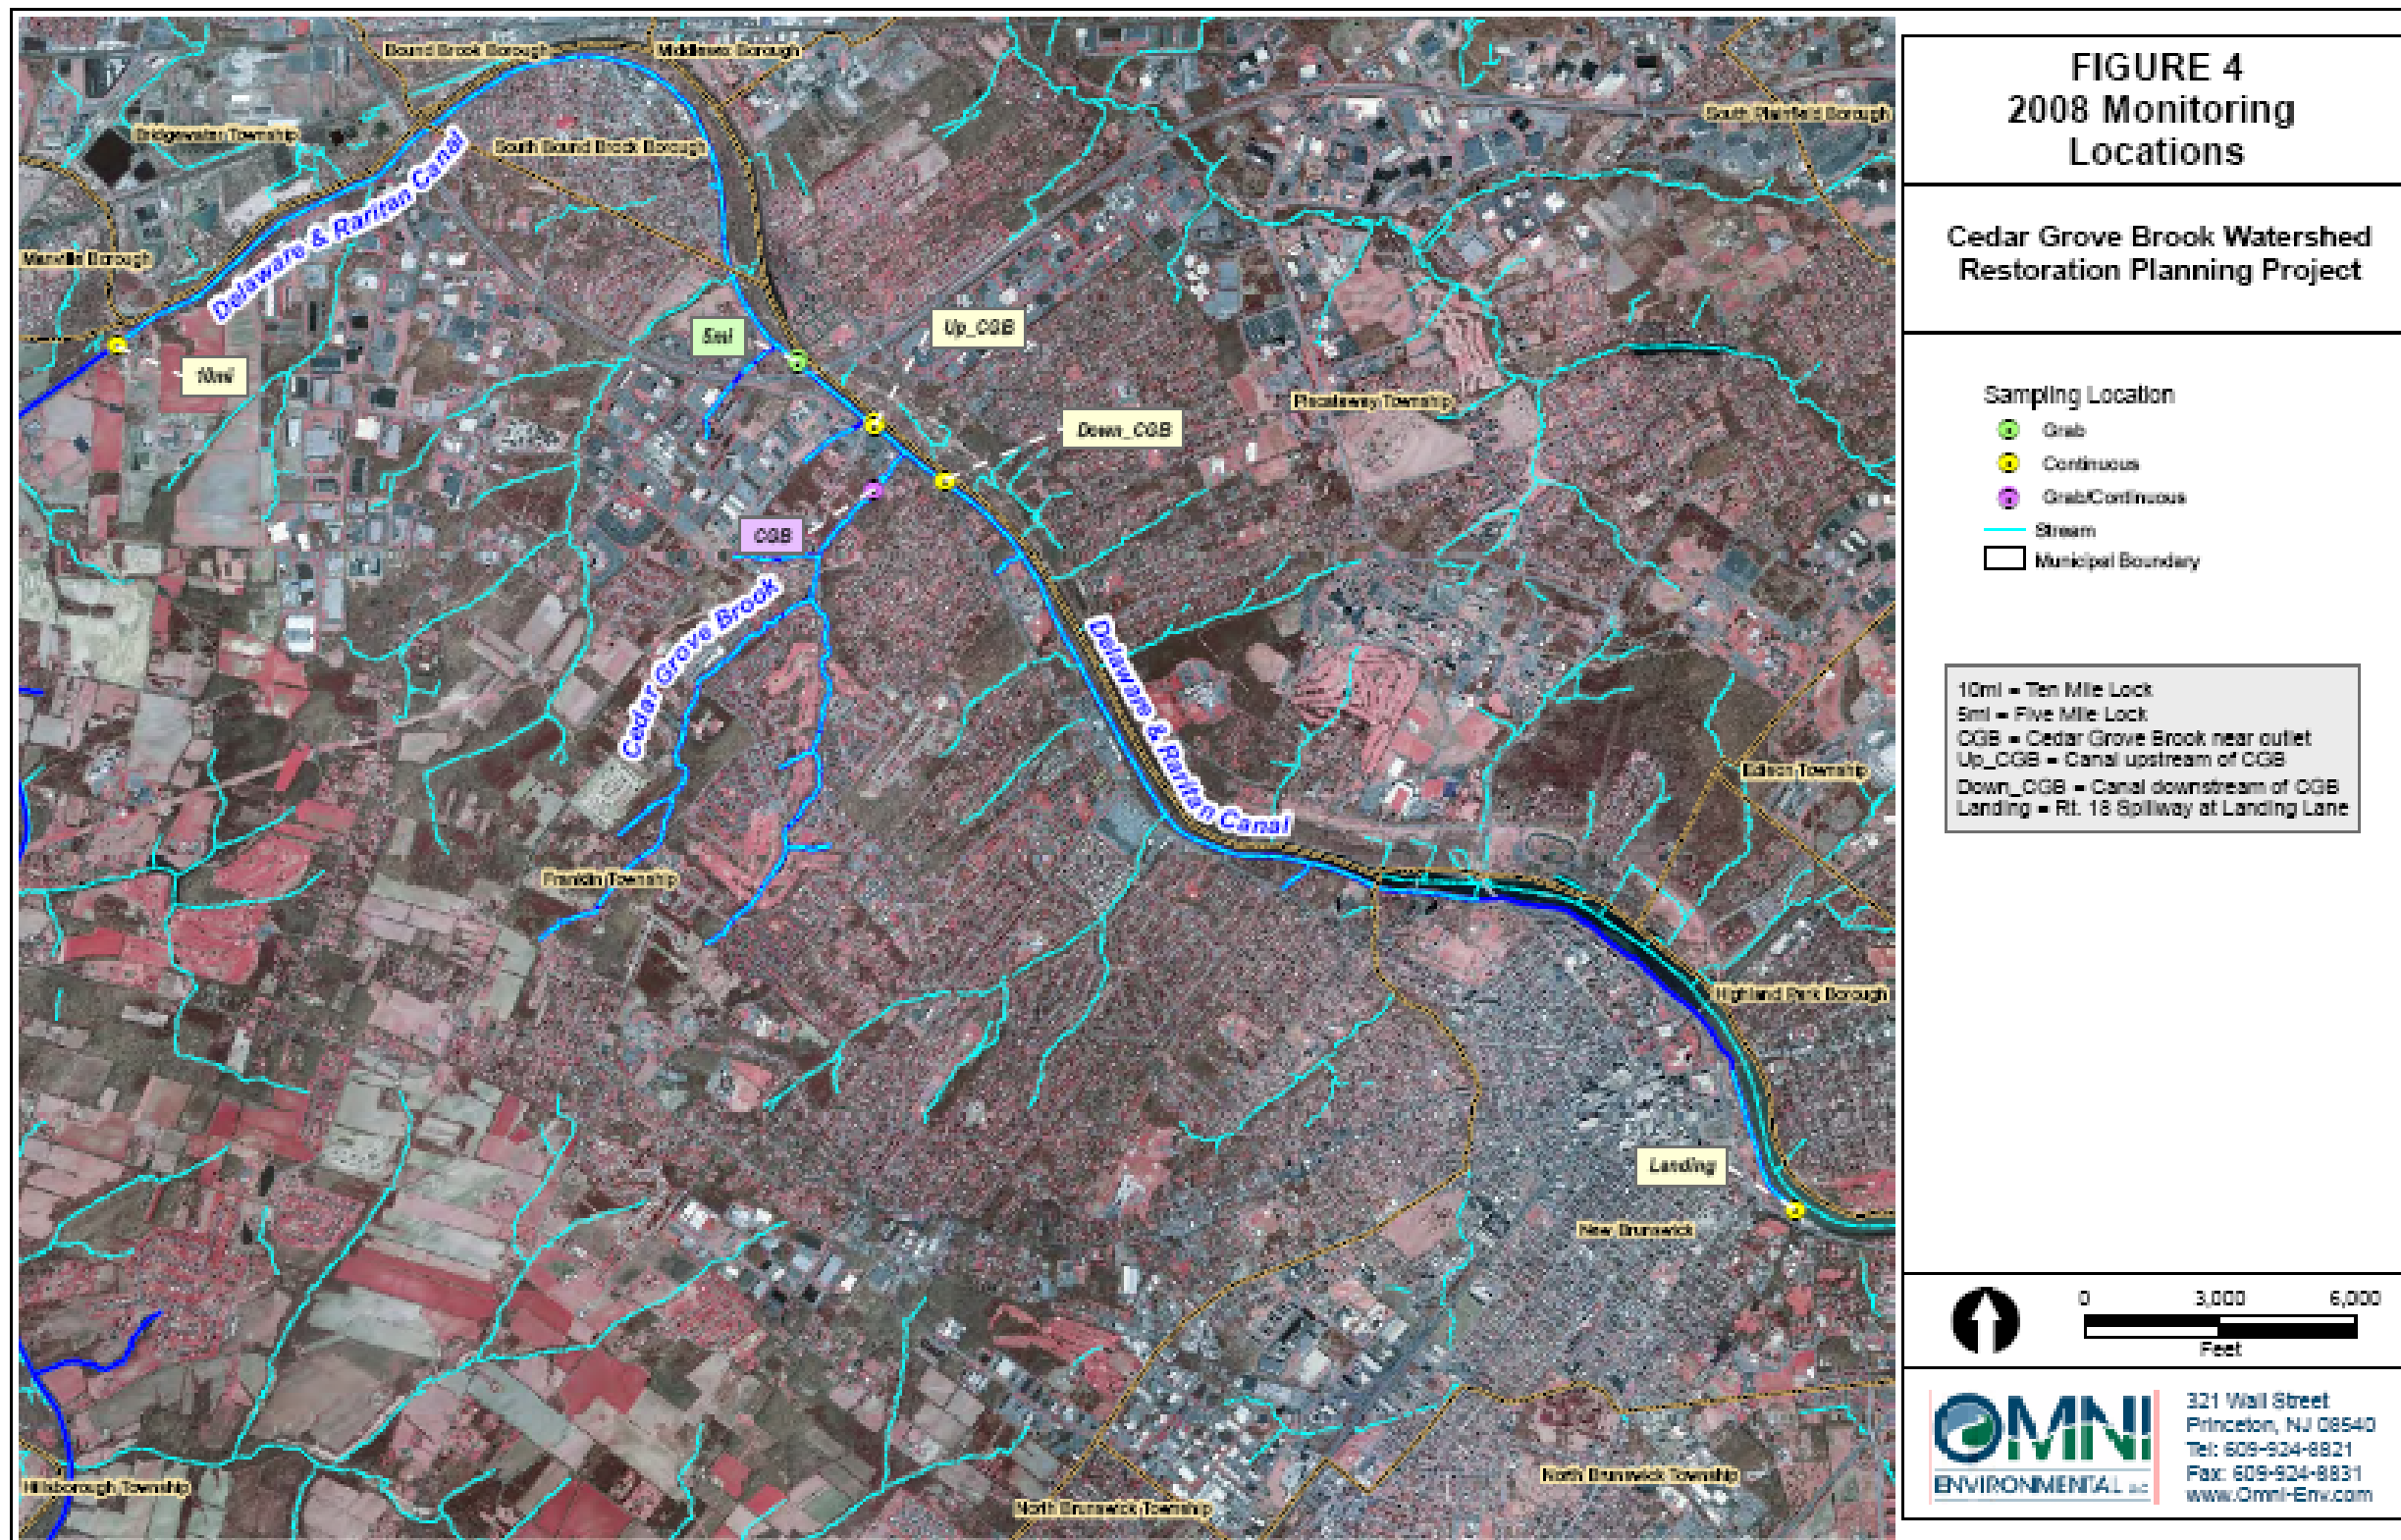 Bound Brook Borough
Middlesex Borough
Bridgewater Township
South Bound Brook Borough
South Plainfield Borough
Manville Borough
Delaware & Raritan Canal
10mi
5mi
Up_CGB
Down_CGB
CGB
Piscataway Township
Cedar Grove Brook
Delaware & Raritan Canal
Edison Township
Franklin Township
Highland Park Borough
Landing
New Brunswick
Hillsborough Township
North Brunswick Township
North Brunswick Township
FIGURE 4
2008 Monitoring
Locations
Cedar Grove Brook Watershed
Restoration Planning Project
Sampling Location
Grab
Continuous
Grab/Continuous
Stream
Municipal Boundary
10mi = Ten Mile Lock
5mi = Five Mile Lock
CGB = Cedar Grove Brook near outlet
Up_CGB = Canal upstream of CGB
Down_CGB = Canal downstream of CGB
Landing = Rt. 18 Spillway at Landing Lane
0 3,000 6,000
Feet
OMNI
ENVIRONMENTAL LLC
321 Wall Street
Princeton, NJ 08540
Tel: 609-924-8821
Fax: 609-924-8831
www.Omni-Env.com